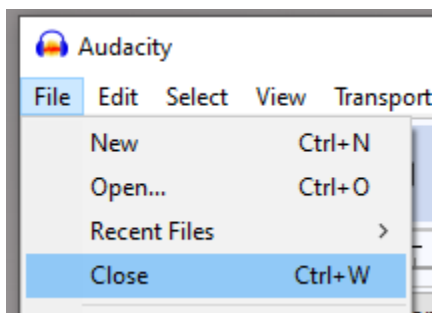 Audacity
File Edit Select View Transport
New Ctrl+N
Open... Ctrl+O
Recent Files >
Close Ctrl+W